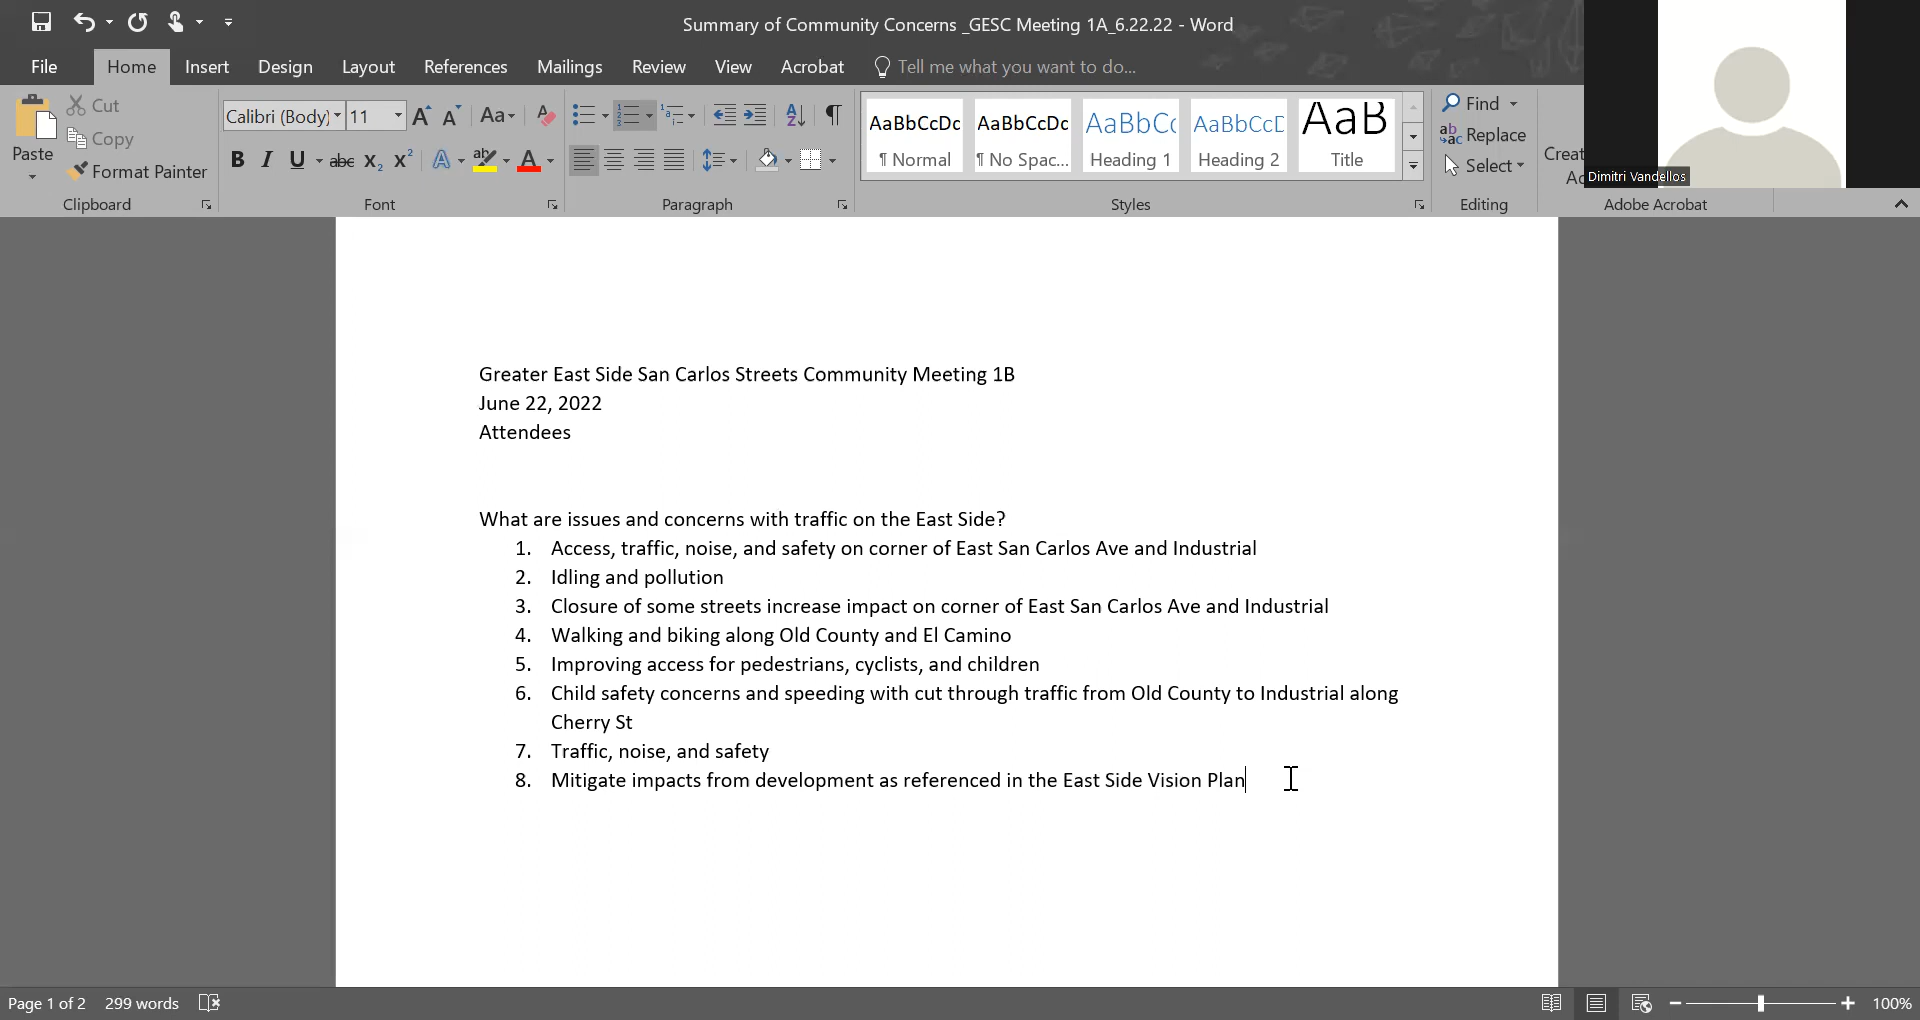 Summary of Community Concerns _GESC Meeting 1A_6.22.22 - Word
File Home Insert Design Layout References Mailings Review View Acrobat Tell me what you want to do...
Paste
Cut
Copy
Format Painter
Clipboard
Calibri (Body) 11
Aa
B I U abc X₂ X² A ab A
Font
Paragraph
AaBbCcDc AaBbCcDc AaBbC AaBbCcD AaB
¶ Normal ¶ No Spac... Heading 1 Heading 2 Title
Styles
Find
Replace
Select
Editing
Creat
Ac
Adobe Acrobat
Dimitri Vandellos
Greater East Side San Carlos Streets Community Meeting 1B
June 22, 2022
Attendees
What are issues and concerns with traffic on the East Side?
1. Access, traffic, noise, and safety on corner of East San Carlos Ave and Industrial
2. Idling and pollution
3. Closure of some streets increase impact on corner of East San Carlos Ave and Industrial
4. Walking and biking along Old County and El Camino
5. Improving access for pedestrians, cyclists, and children
6. Child safety concerns and speeding with cut through traffic from Old County to Industrial along
Cherry St
7. Traffic, noise, and safety
8. Mitigate impacts from development as referenced in the East Side Vision Plan
Page 1 of 2 299 words
100%